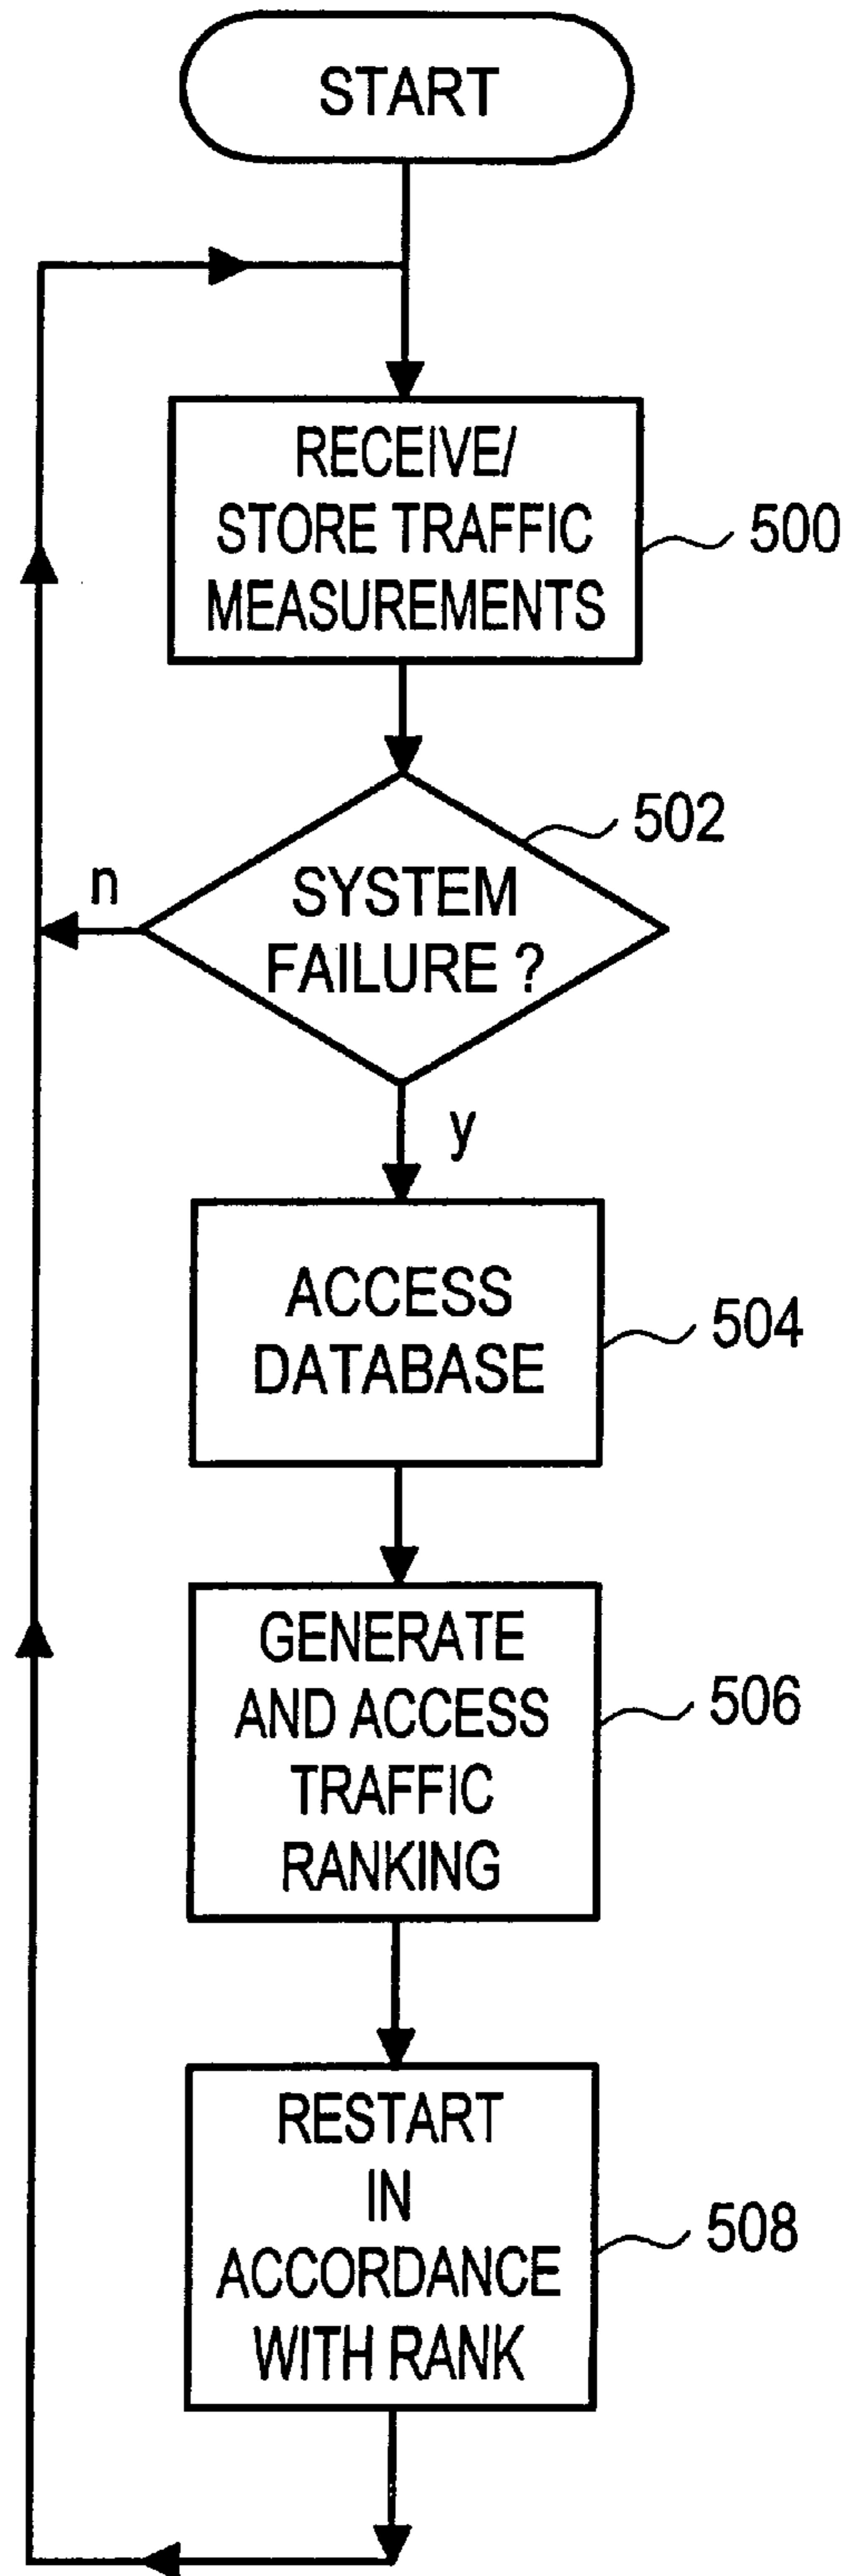 START
RECEIVE/
STORE TRAFFIC
MEASUREMENTS
500
502
SYSTEM
FAILURE ?
n
y
ACCESS
DATABASE
504
GENERATE
AND ACCESS
TRAFFIC
RANKING
506
RESTART
IN
ACCORDANCE
WITH RANK
508